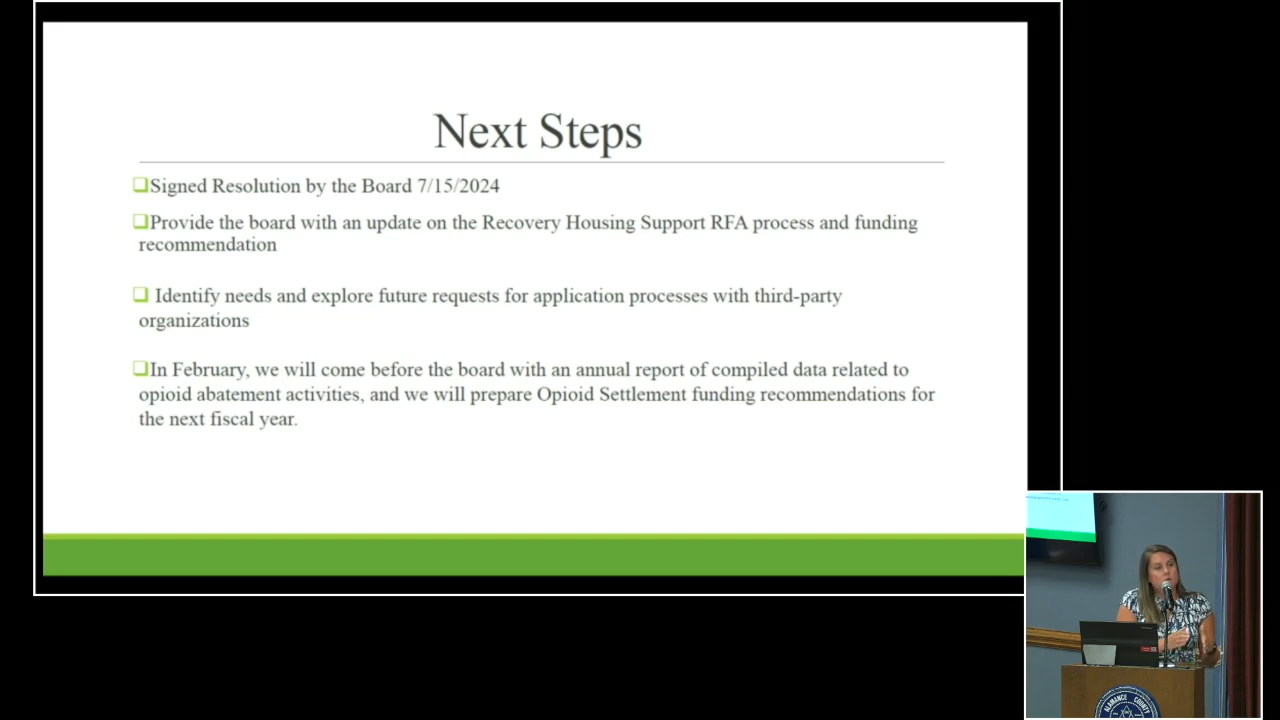 Next Steps
Signed Resolution by the Board 7/15/2024
Provide the board with an update on the Recovery Housing Support RFA process and funding
recommendation
Identify needs and explore future requests for application processes with third-party
organizations
In February, we will come before the board with an annual report of compiled data related to
opioid abatement activities, and we will prepare Opioid Settlement funding recommendations for
the next fiscal year.
ALAMANCE COUNTY